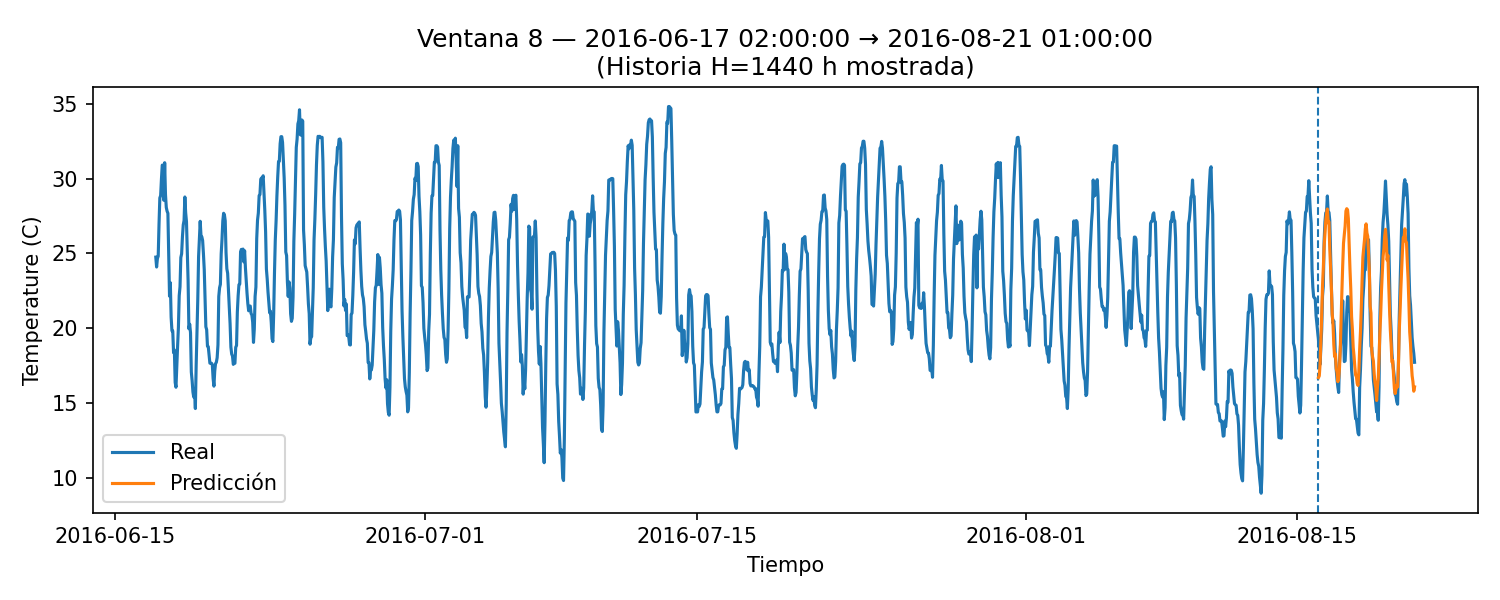 Ventana 8 — 2016-06-17 02:00:00 → 2016-08-21 01:00:00
(Historia H=1440 h mostrada)
Temperature (C)
35
30
25
20
15
10
Real
Predicción
2016-06-15
2016-07-01
2016-07-15
2016-08-01
2016-08-15
Tiempo